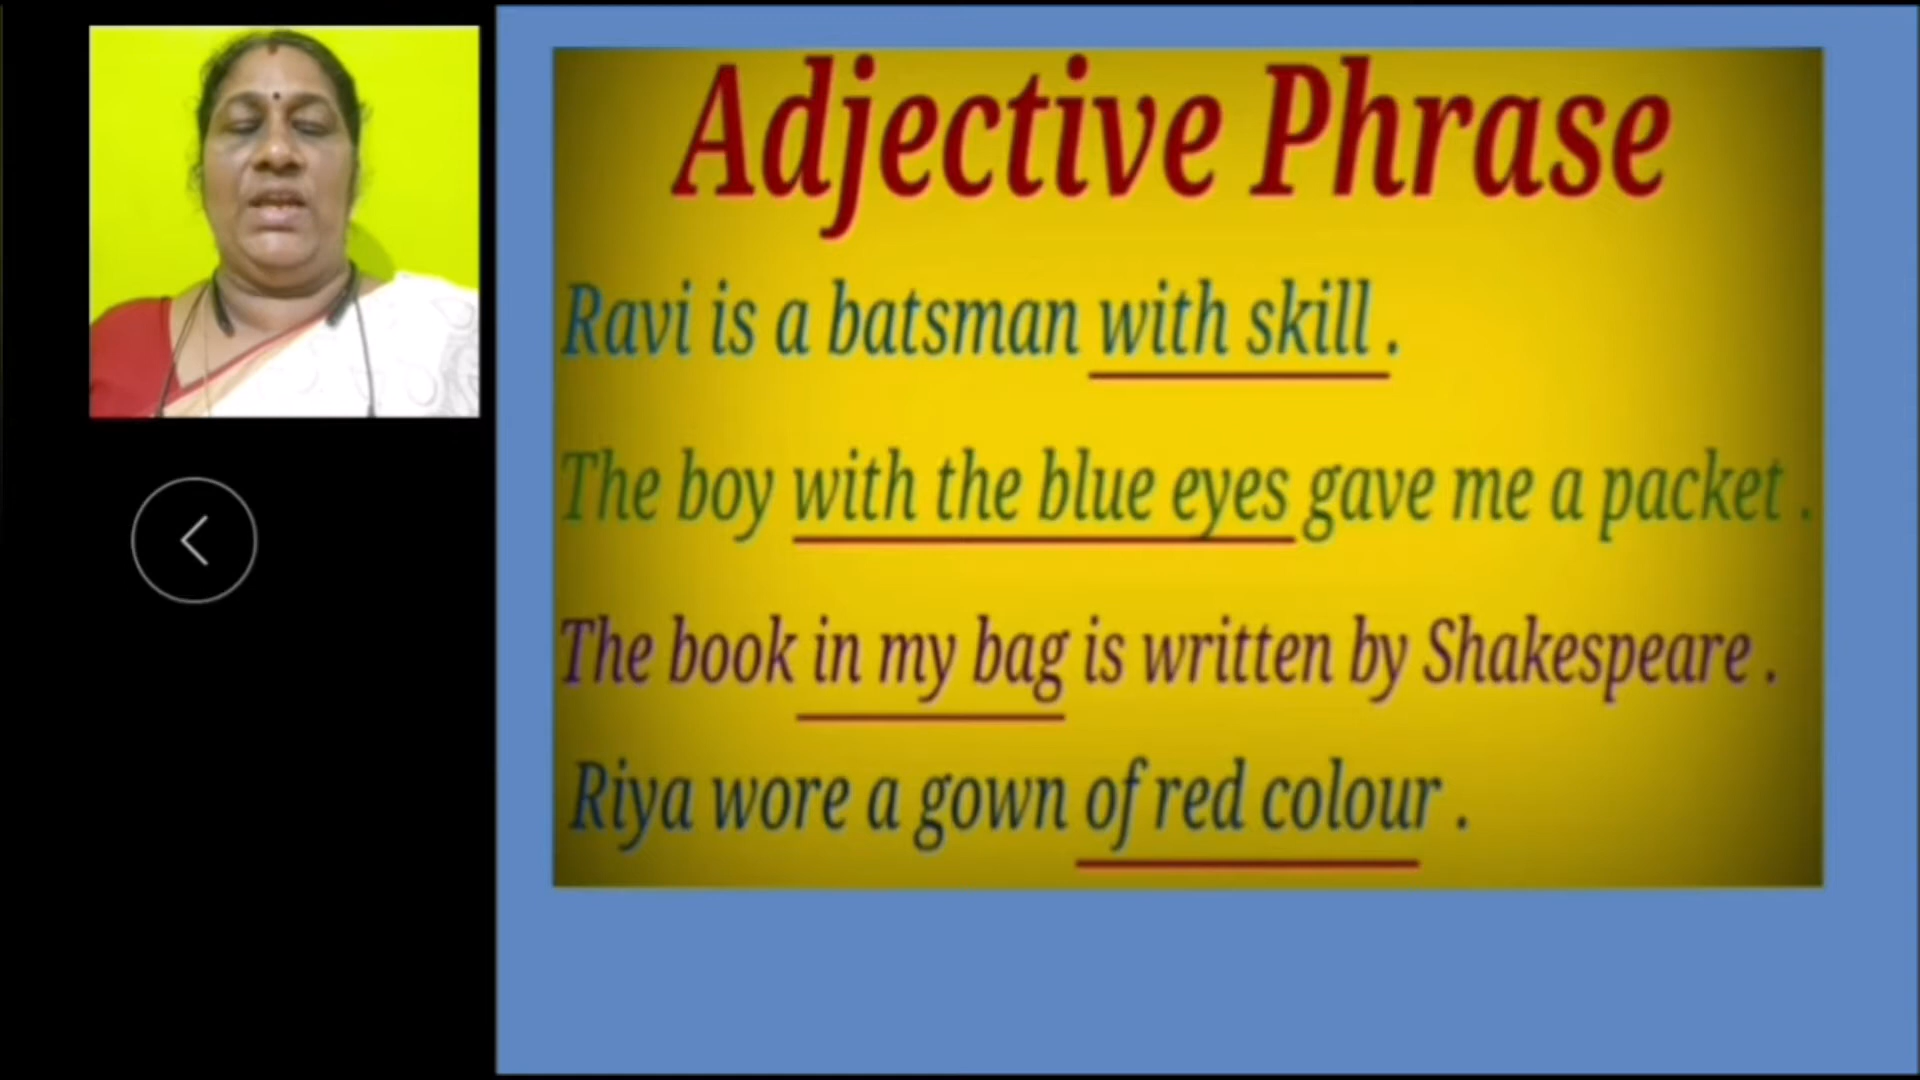 Adjective Phrase
Ravi is a batsman with skill .
The boy with the blue eyes gave me a packet .
The book in my bag is written by Shakespeare .
Riya wore a gown of red colour .